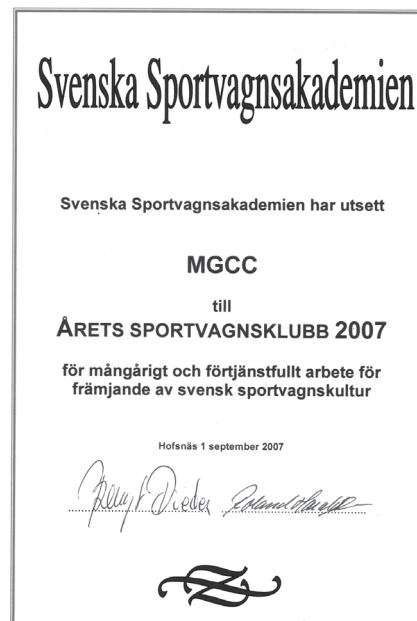 Svenska Sportvagnsakademien
Svenska Sportvagnsakademien har utsett
MGCC
till
ÅRETS SPORTVAGNSKLUBB 2007
för mångårigt och förtjänstfullt arbete för
främjande av svensk sportvagnskultur
Hofsnäs 1 september 2007